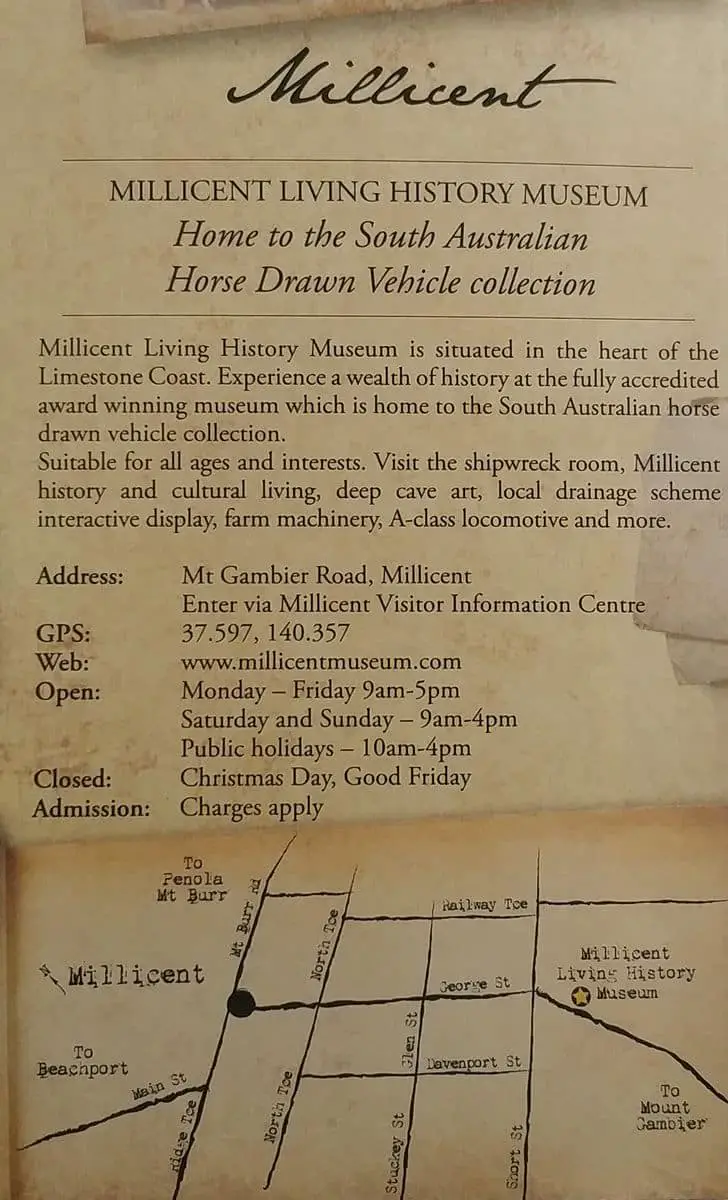 Millicent
MILLICENT LIVING HISTORY MUSEUM
Home to the South Australian
Horse Drawn Vehicle collection
Millicent Living History Museum is situated in the heart of the
Limestone Coast. Experience a wealth of history at the fully accredited
award winning museum which is home to the South Australian horse
drawn vehicle collection.
Suitable for all ages and interests. Visit the shipwreck room, Millicent
history and cultural living, deep cave art, local drainage scheme
interactive display, farm machinery, A-class locomotive and more.
Address: Mt Gambier Road, Millicent
Enter via Millicent Visitor Information Centre
GPS: 37.597, 140.357
Web: www.millicentmuseum.com
Open: Monday – Friday 9am-5pm
Saturday and Sunday – 9am-4pm
Public holidays – 10am-4pm
Closed: Christmas Day, Good Friday
Admission: Charges apply
To
Penola
Mt Burr
Mt Burr Rd
North Tce
Railway Tce
Millicent
George St
Millicent
Living History
Museum
To
Beachport
Main St
Ridge Tce
North Tce
Glen St
Davenport St
Stuckey St
Short St
To
Mount
Gambier